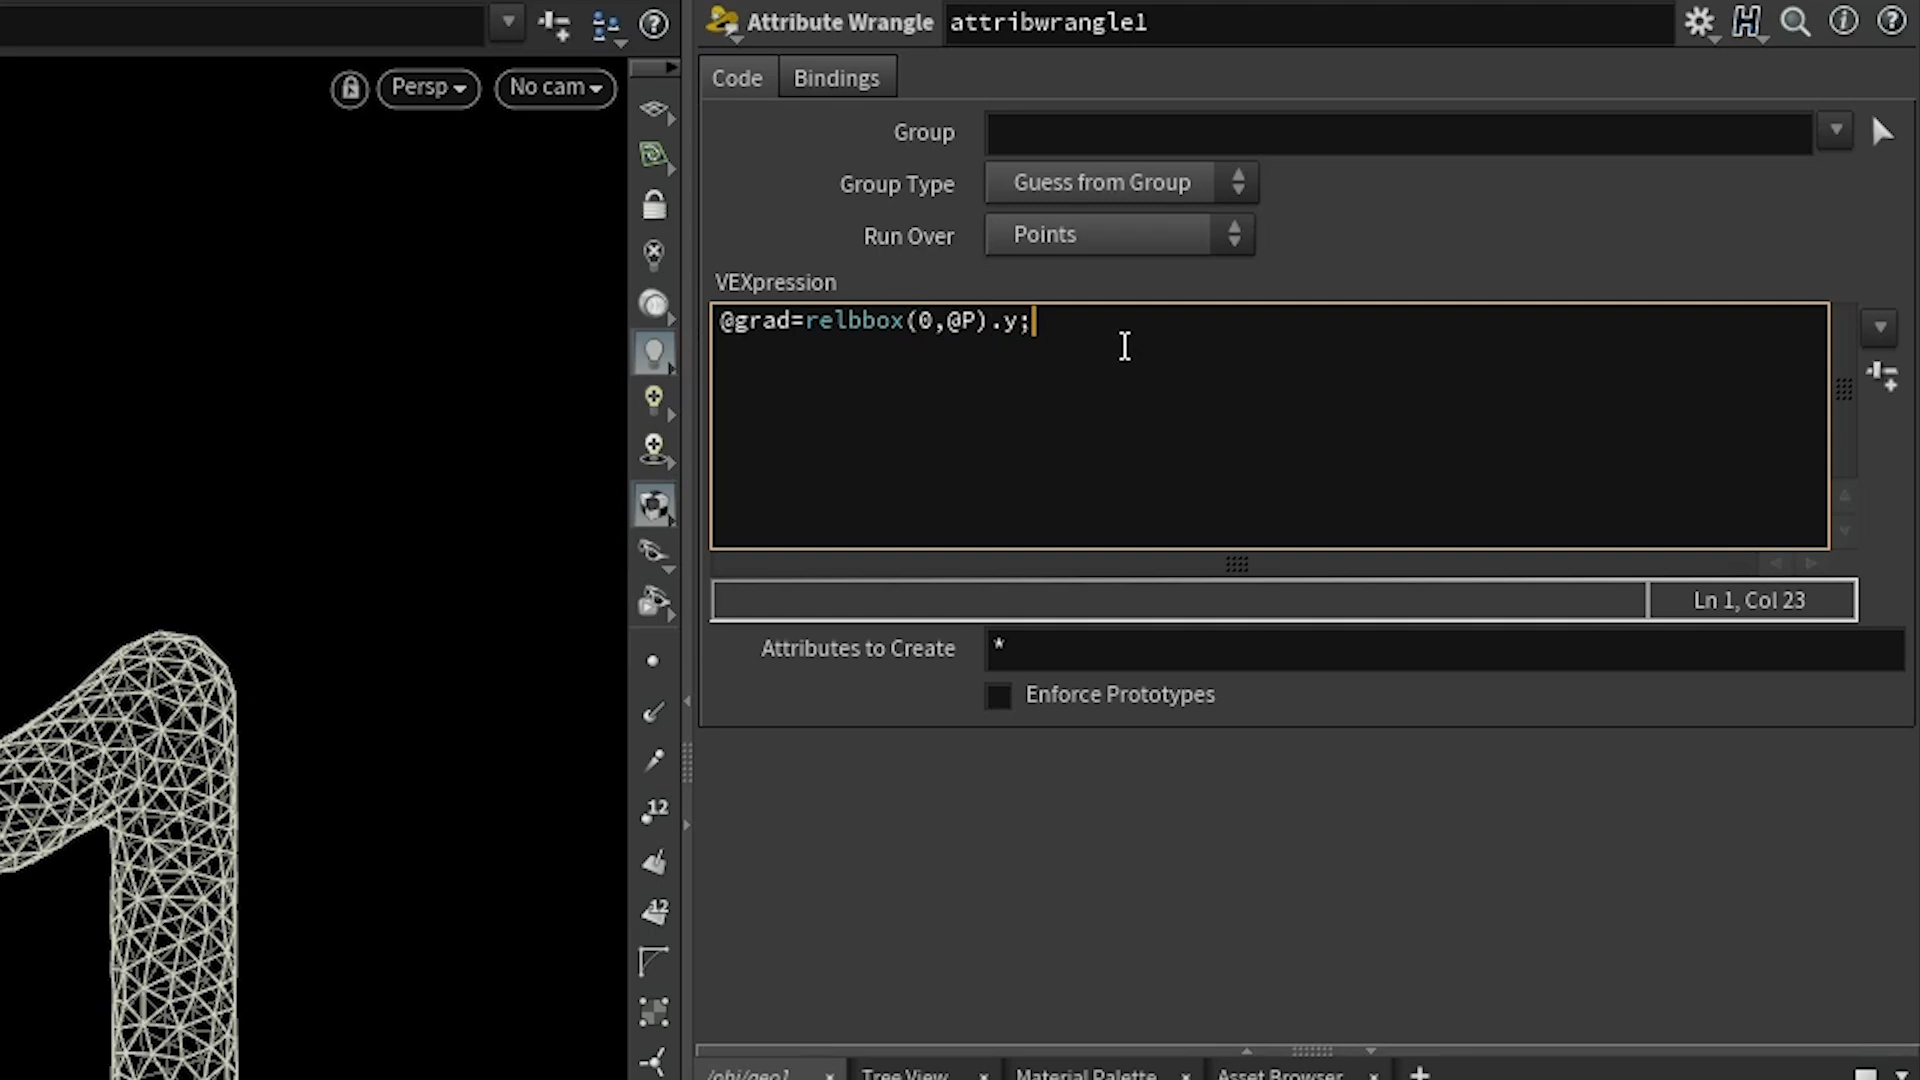 Attribute Wrangle attribwrangle1
Persp No cam
Code Bindings
Group
Group Type Guess from Group
Run Over Points
VEXpression
@grad=relbbox(0,@P).y;
Ln 1, Col 23
Attributes to Create *
Enforce Prototypes
12
12
/obj/geo1 × Tree View × Material Palette × Asset Browser × +